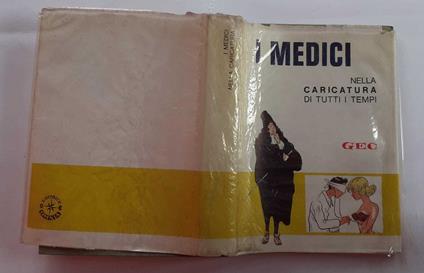 I MEDICI
NELLA CARICATURA
I MEDICI
NELLA
CARICATURA
DI TUTTI I TEMPI
GEC